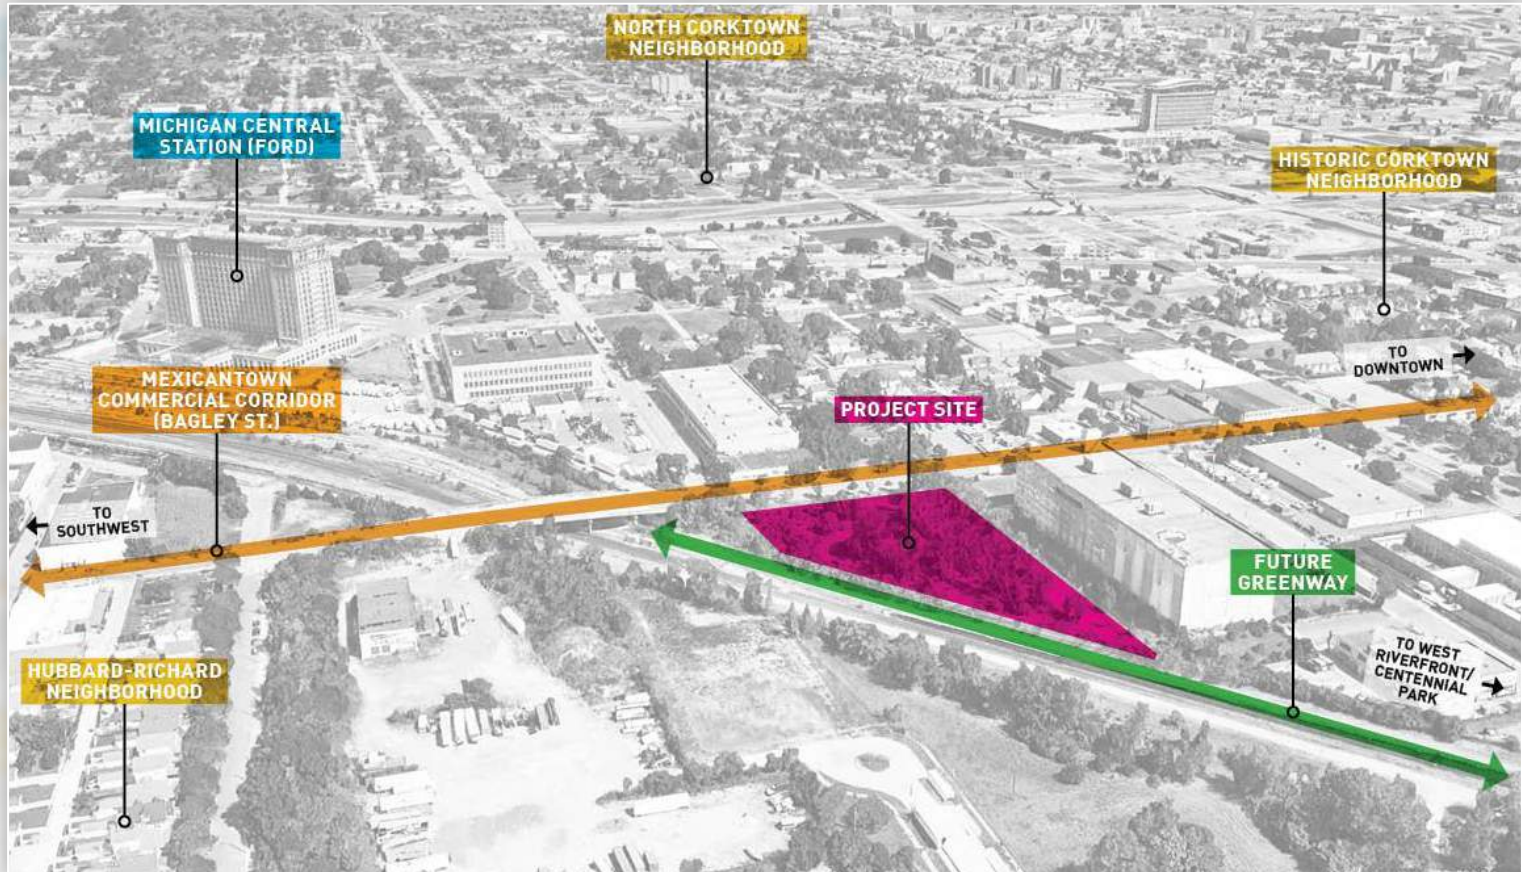 NORTH CORKTOWN
NEIGHBORHOOD
MICHIGAN CENTRAL
STATION (FORD)
HISTORIC CORKTOWN
NEIGHBORHOOD
TO
DOWNTOWN
MEXICANTOWN
COMMERCIAL CORRIDOR
(BAGLEY ST.)
PROJECT SITE
TO
SOUTHWEST
FUTURE
GREENWAY
HUBBARD-RICHARD
NEIGHBORHOOD
TO WEST
RIVERFRONT/
CENTENNIAL
PARK